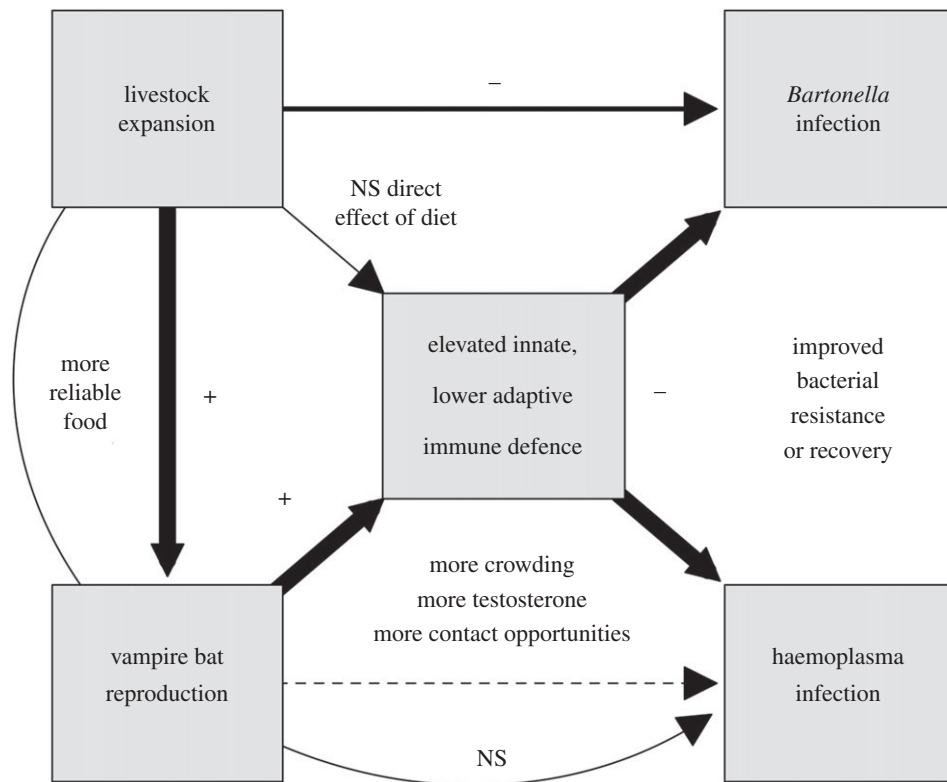 livestock
expansion
–
Bartonella
infection
NS direct
effect of diet
more
reliable
food
+
elevated innate,
lower adaptive
immune defence
–
improved
bacterial
resistance
or recovery
+
more crowding
more testosterone
more contact opportunities
vampire bat
reproduction
haemoplasma
infection
NS